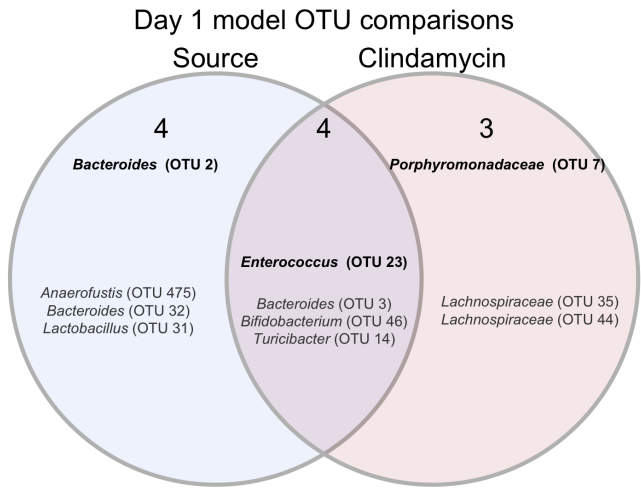 Day 1 model OTU comparisons
Source
Clindamycin
4
4
3
Bacteroides (OTU 2)
Porphyromonadaceae (OTU 7)
Enterococcus (OTU 23)
Anaerofustis (OTU 475)
Bacteroides (OTU 32)
Lactobacillus (OTU 31)
Bacteroides (OTU 3)
Bifidobacterium (OTU 46)
Turicibacter (OTU 14)
Lachnospiraceae (OTU 35)
Lachnospiraceae (OTU 44)